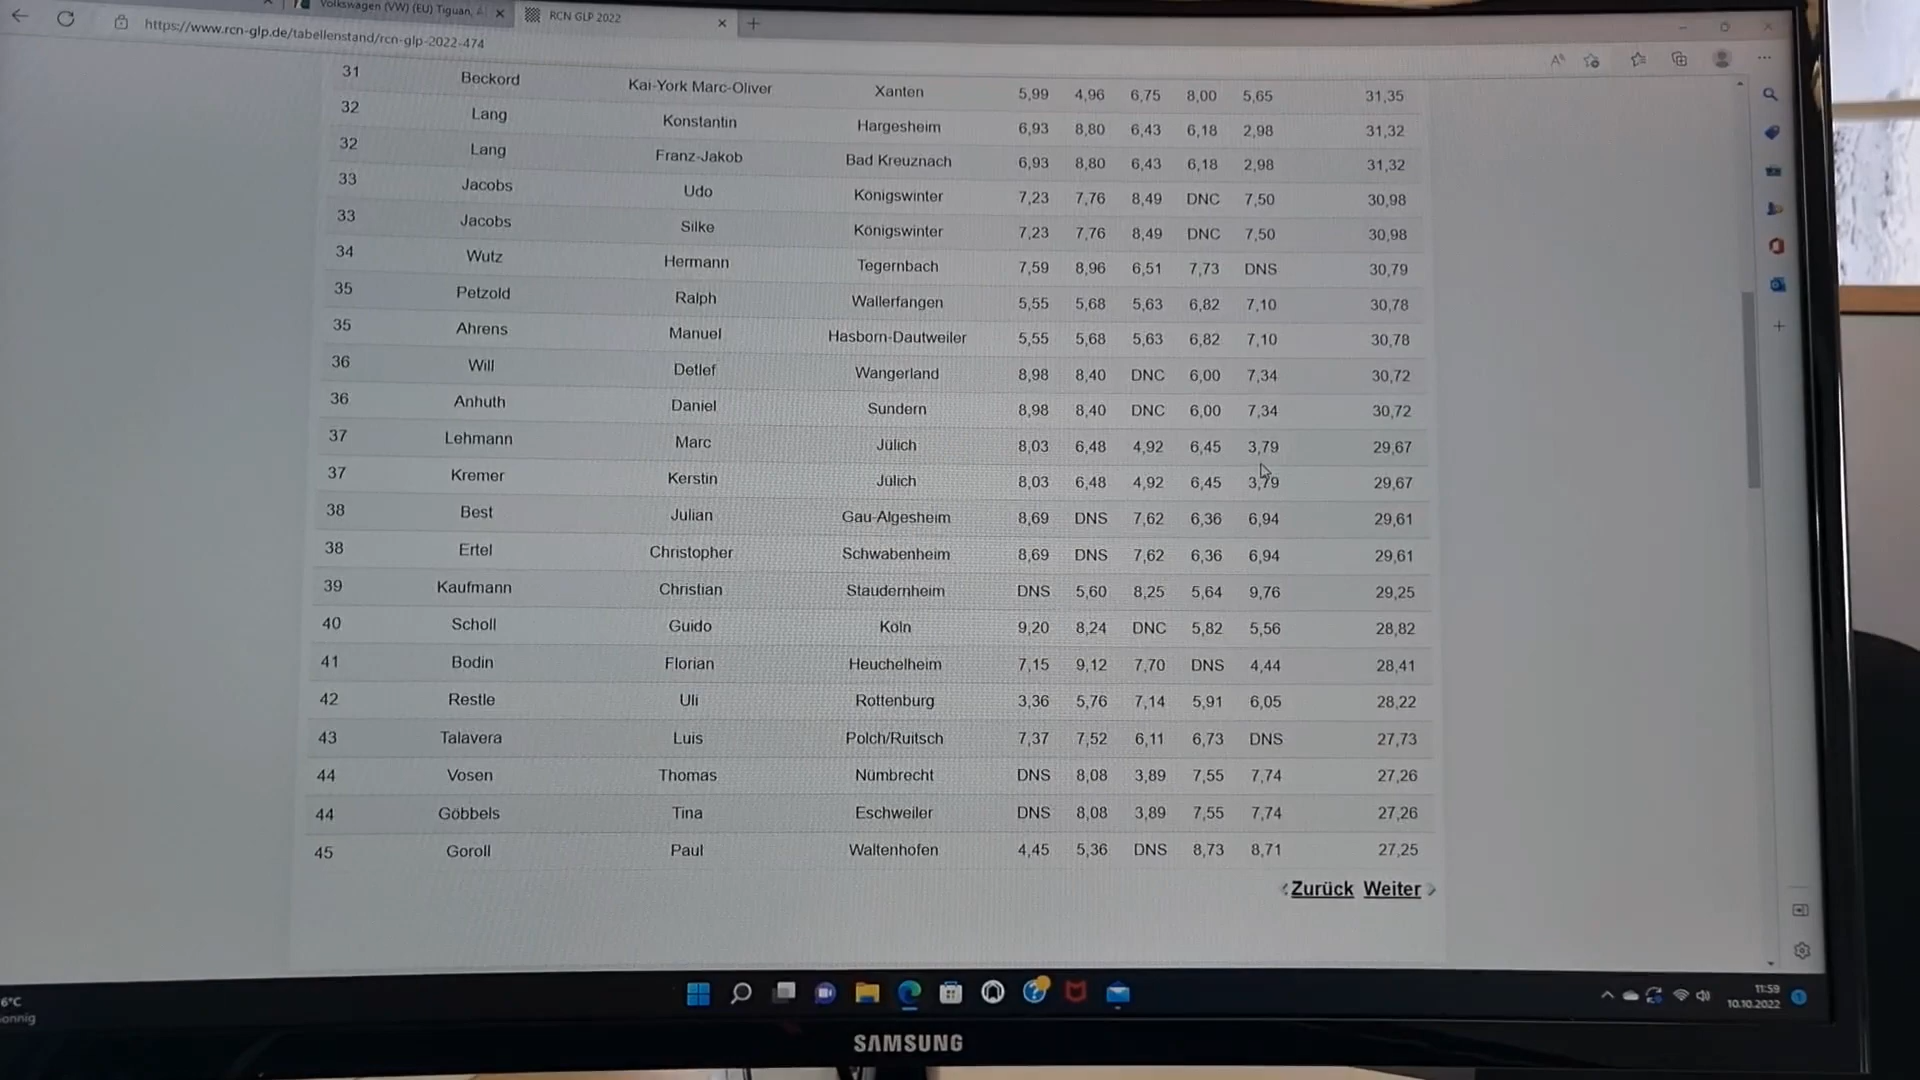 Volkswagen (VW) (EU) Tiguan,
RCN GLP 2022
https://www.rcn-glp.de/tabellenstand/rcn-glp-2022-474
31 Beckord Kai-York Marc-Oliver Xanten 5,99 4,96 6,75 8,00 5,65 31,35
32 Lang Konstantin Hargesheim 6,93 8,80 6,43 6,18 2,98 31,32
32 Lang Franz-Jakob Bad Kreuznach 6,93 8,80 6,43 6,18 2,98 31,32
33 Jacobs Udo Königswinter 7,23 7,76 8,49 DNC 7,50 30,98
33 Jacobs Silke Königswinter 7,23 7,76 8,49 DNC 7,50 30,98
34 Wutz Hermann Tegernbach 7,59 8,96 6,51 7,73 DNS 30,79
35 Petzold Ralph Wallerfangen 5,55 5,68 5,63 6,82 7,10 30,78
35 Ahrens Manuel Hasborn-Dautweiler 5,55 5,68 5,63 6,82 7,10 30,78
36 Will Detlef Wangerland 8,98 8,40 DNC 6,00 7,34 30,72
36 Anhuth Daniel Sundern 8,98 8,40 DNC 6,00 7,34 30,72
37 Lehmann Marc Jülich 8,03 6,48 4,92 6,45 3,79 29,67
37 Kremer Kerstin Jülich 8,03 6,48 4,92 6,45 3,79 29,67
38 Best Julian Gau-Algesheim 8,69 DNS 7,62 6,36 6,94 29,61
38 Ertel Christopher Schwabenheim 8,69 DNS 7,62 6,36 6,94 29,61
39 Kaufmann Christian Staudernheim DNS 5,60 8,25 5,64 9,76 29,25
40 Scholl Guido Köln 9,20 8,24 DNC 5,82 5,56 28,82
41 Bodin Florian Heuchelheim 7,15 9,12 7,70 DNS 4,44 28,41
42 Restle Uli Rottenburg 3,36 5,76 7,14 5,91 6,05 28,22
43 Talavera Luis Polch/Ruitsch 7,37 7,52 6,11 6,73 DNS 27,73
44 Vosen Thomas Nümbrecht DNS 8,08 3,89 7,55 7,74 27,26
44 Göbbels Tina Eschweiler DNS 8,08 3,89 7,55 7,74 27,26
45 Goroll Paul Waltenhofen 4,45 5,36 DNS 8,73 8,71 27,25
Zurück Weiter
6°C
onnig
11:59
10.10.2022
SAMSUNG